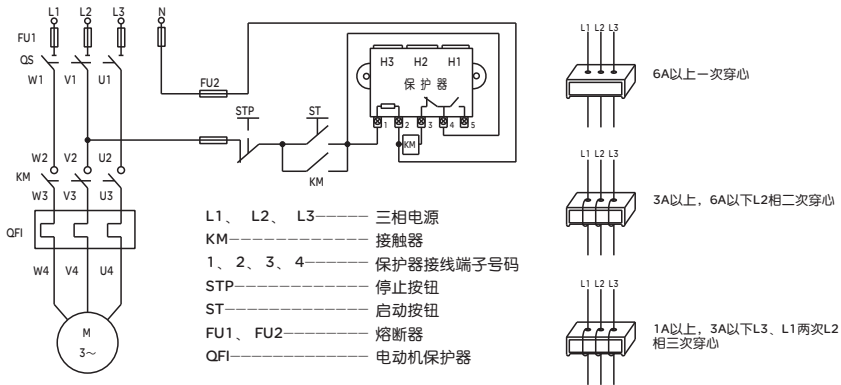 L1 L2 L3 N
FU1
QS
W1 V1 U1
FU2
STP ST
H3 H2 H1
保 护 器
1 2 3 4 5
KM
KM
W2 V2 U2
KM
W3 V3 U3
QFI
W4 V4 U4
M
3～
L1、 L2、 L3----- 三相电源
KM-------------- 接触器
1、2、3、4----- 保护器接线端子号码
STP------------- 停止按钮
ST-------------- 启动按钮
FU1、FU2-------- 熔断器
QFI------------- 电动机保护器
L1 L2 L3
6A以上一次穿心
L1 L2 L3
3A以上，6A以下L2相二次穿心
L1 L2 L3
1A以上，3A以下L3、L1两次L2
相三次穿心